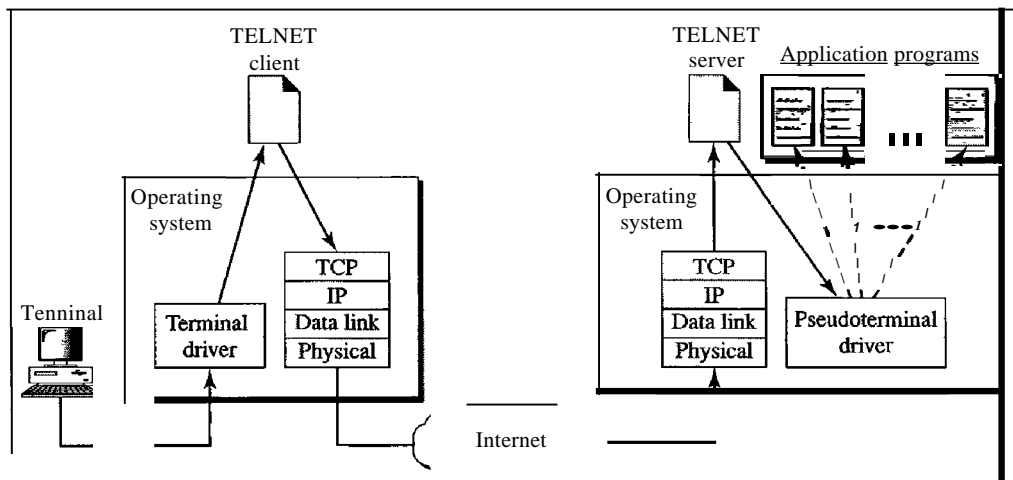 TELNET
client
TELNET
server
Application programs
Operating
system
Operating
system
TCP
IP
Data link
Physical
TCP
IP
Data link
Physical
Tenninal
Terminal
driver
Pseudoterminal
driver
Internet